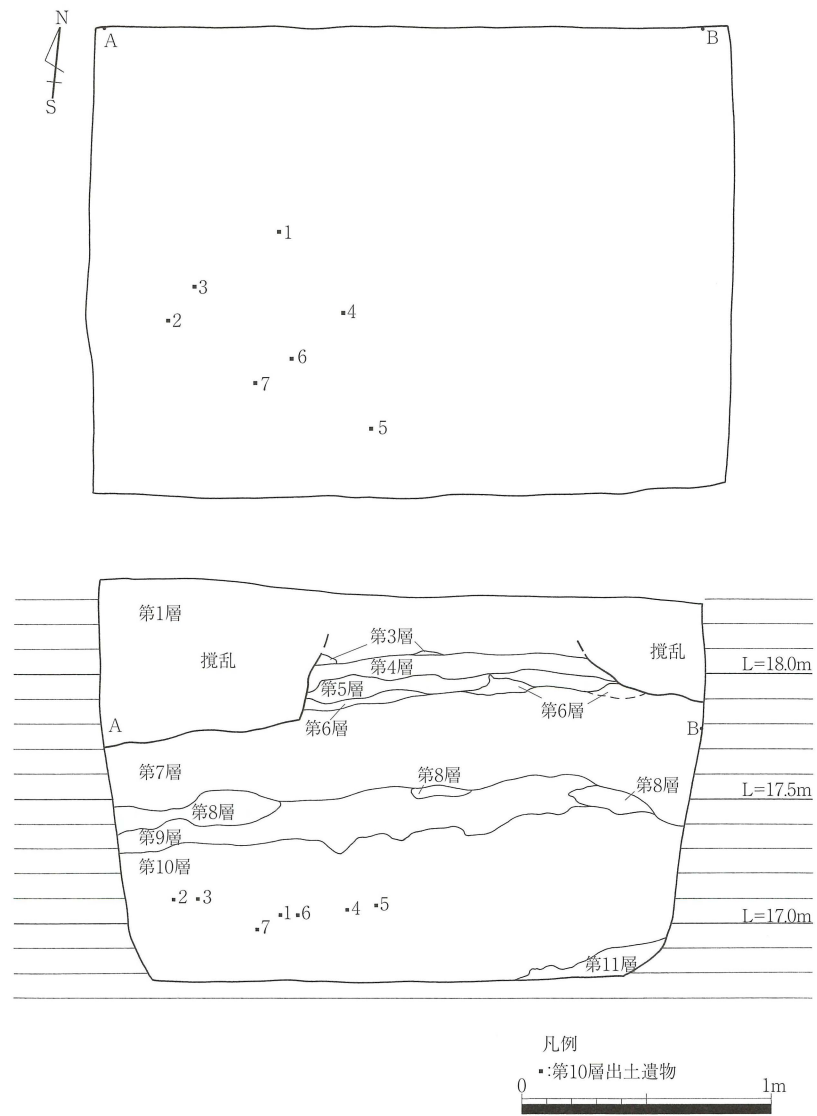 N
S
A
B
1
3
2
4
6
7
5
第1層
撹乱
第3層
第4層
撹乱
L=18.0m
第5層
第6層
第6層
A
B
第7層
第8層
第8層
第8層
L=17.5m
第9層
第10層
2 3
1 6 4 5
7
L=17.0m
第11層
凡例
▪:第10層出土遺物
0 1m